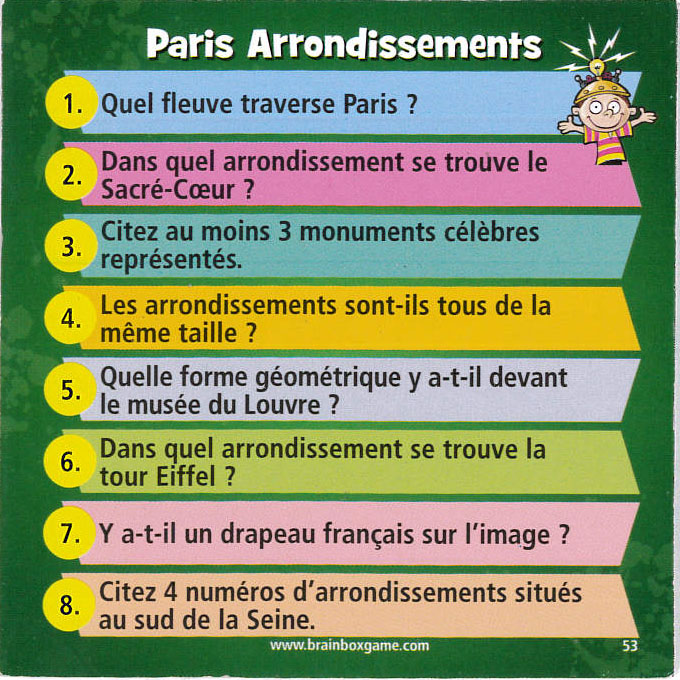 Paris Arrondissements
1. Quel fleuve traverse Paris ?
2. Dans quel arrondissement se trouve le
Sacré-Cœur ?
3. Citez au moins 3 monuments célèbres
représentés.
4. Les arrondissements sont-ils tous de la
même taille ?
5. Quelle forme géométrique y a-t-il devant
le musée du Louvre ?
6. Dans quel arrondissement se trouve la
tour Eiffel ?
7. Y a-t-il un drapeau français sur l'image ?
8. Citez 4 numéros d'arrondissements situés
au sud de la Seine.
www.brainboxgame.com 53